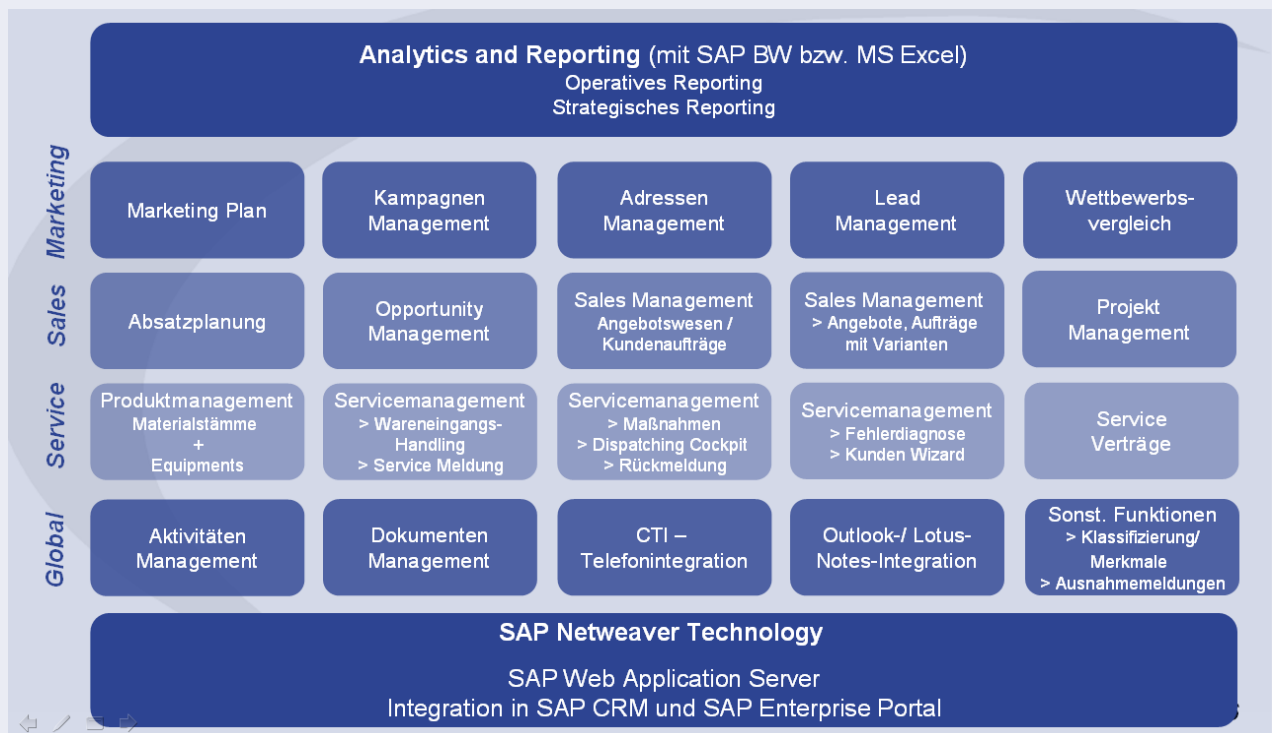 Analytics and Reporting (mit SAP BW bzw. MS Excel)
Operatives Reporting
Strategisches Reporting
Marketing
Marketing Plan
Kampagnen
Management
Adressen
Management
Lead
Management
Wettbewerbs-
vergleich
Sales
Absatzplanung
Opportunity
Management
Sales Management
Angebotswesen /
Kundenaufträge
Sales Management
> Angebote, Aufträge
mit Varianten
Projekt
Management
Service
Produktmanagement
Materialstämme
+
Equipments
Servicemanagement
> Wareneingangs-
Handling
> Service Meldung
Servicemanagement
> Maßnahmen
> Dispatching Cockpit
> Rückmeldung
Servicemanagement
> Fehlerdiagnose
> Kunden Wizard
Service
Verträge
Global
Aktivitäten
Management
Dokumenten
Management
CTI –
Telefonintegration
Outlook-/ Lotus-
Notes-Integration
Sonst. Funktionen
> Klassifizierung/
Merkmale
> Ausnahmemeldungen
SAP Netweaver Technology
SAP Web Application Server
Integration in SAP CRM und SAP Enterprise Portal